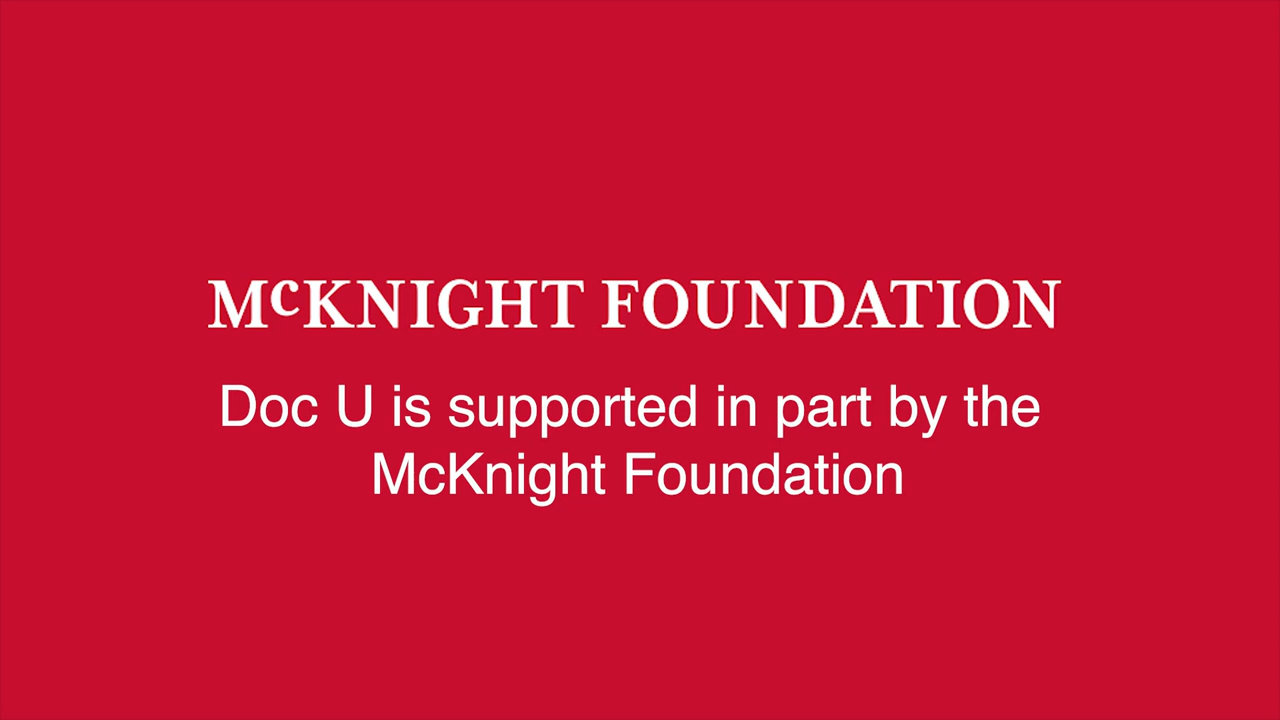 McKNIGHT FOUNDATION
Doc U is supported in part by the
McKnight Foundation